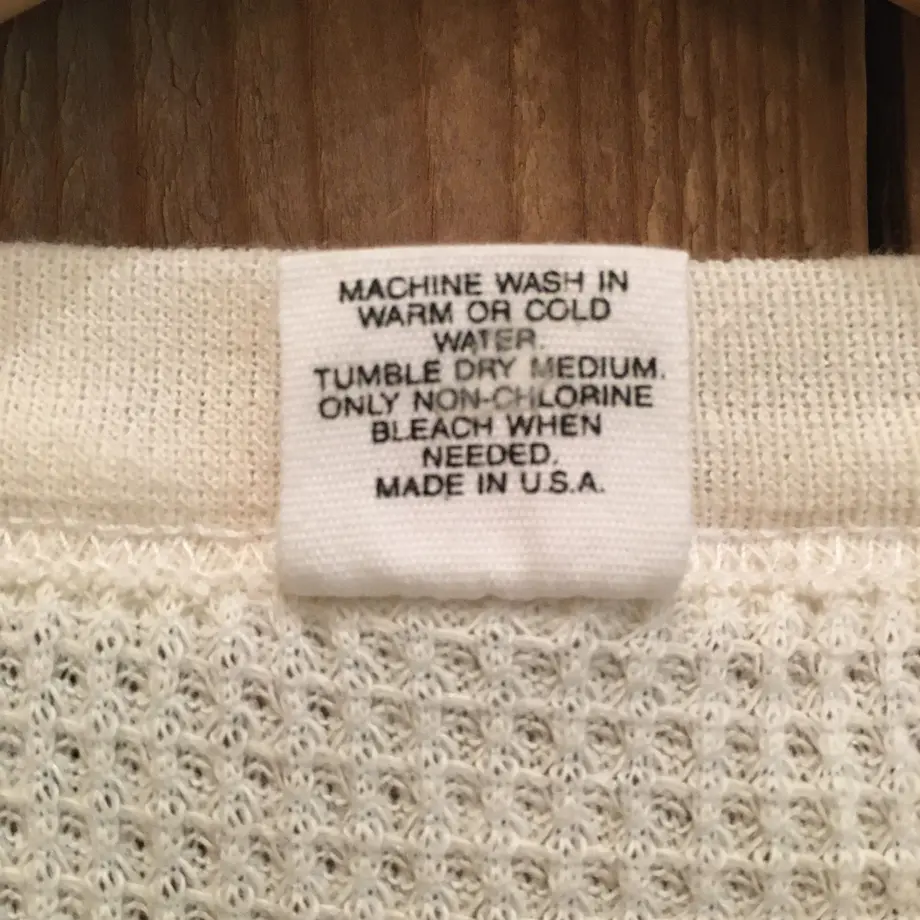 MACHINE WASH IN
WARM OR COLD
WATER.
TUMBLE DRY MEDIUM.
ONLY NON-CHLORINE
BLEACH WHEN
NEEDED.
MADE IN U.S.A.